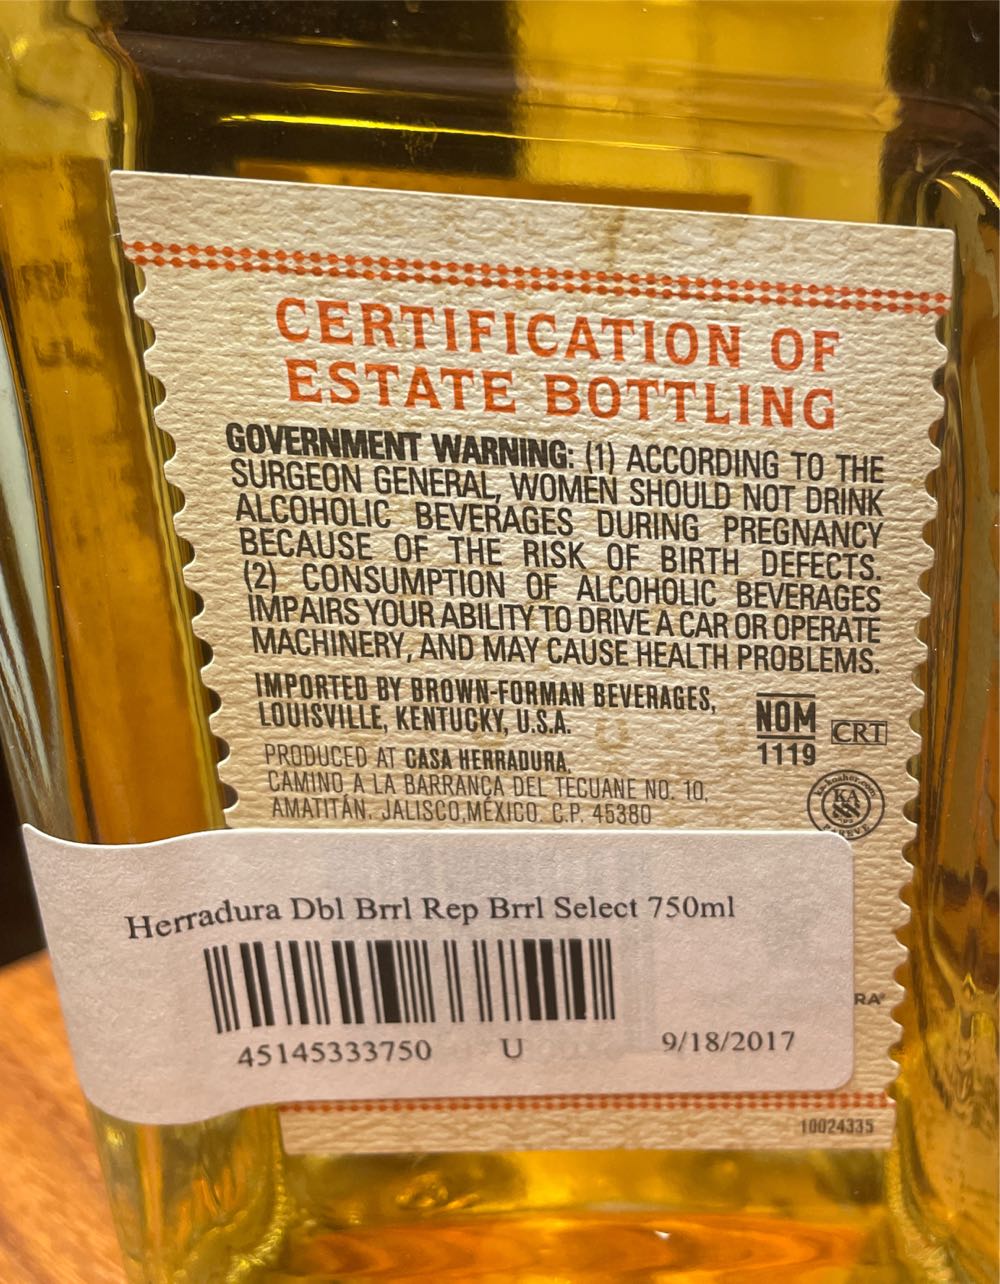 CERTIFICATION OF
ESTATE BOTTLING
GOVERNMENT WARNING: (1) ACCORDING TO THE
SURGEON GENERAL, WOMEN SHOULD NOT DRINK
ALCOHOLIC BEVERAGES DURING PREGNANCY
BECAUSE OF THE RISK OF BIRTH DEFECTS.
(2) CONSUMPTION OF ALCOHOLIC BEVERAGES
IMPAIRS YOUR ABILITY TO DRIVE A CAR OR OPERATE
MACHINERY, AND MAY CAUSE HEALTH PROBLEMS.
IMPORTED BY BROWN-FORMAN BEVERAGES,
LOUISVILLE, KENTUCKY, U.S.A.
NOM
1119
CRT
PRODUCED AT CASA HERRADURA,
CAMINO A LA BARRANCA DEL TECUANE NO. 10,
AMATITÁN, JALISCO,MÉXICO. C.P. 45380
KA
PAREVE
Herradura Dbl Brrl Rep Brrl Select 750ml
RA®
45145333750 U 9/18/2017
10024335